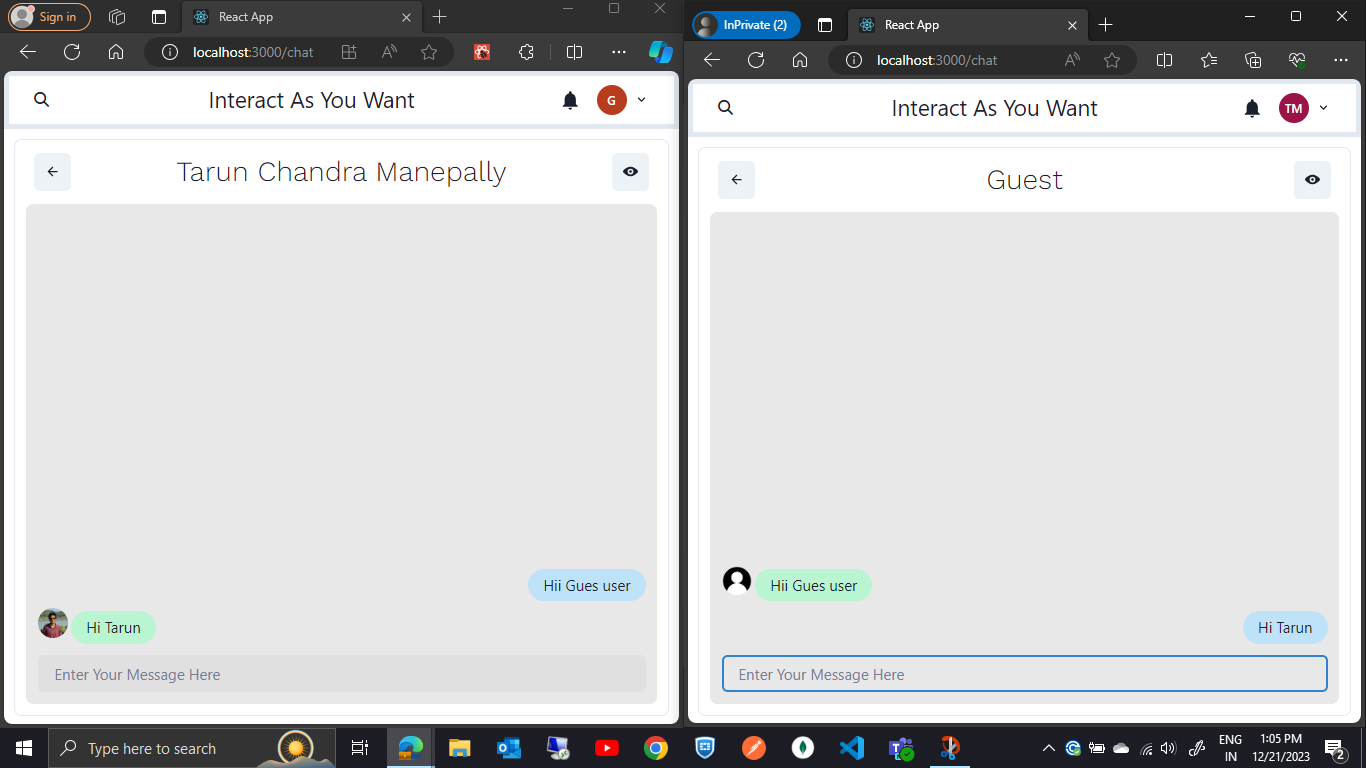 Sign in
React App
localhost:3000/chat
Interact As You Want
G
Tarun Chandra Manepally
Hii Gues user
Hi Tarun
Enter Your Message Here
InPrivate (2)
React App
localhost:3000/chat
Interact As You Want
TM
Guest
Hii Gues user
Hi Tarun
Enter Your Message Here
Type here to search
ENG
IN
1:05 PM
12/21/2023
2